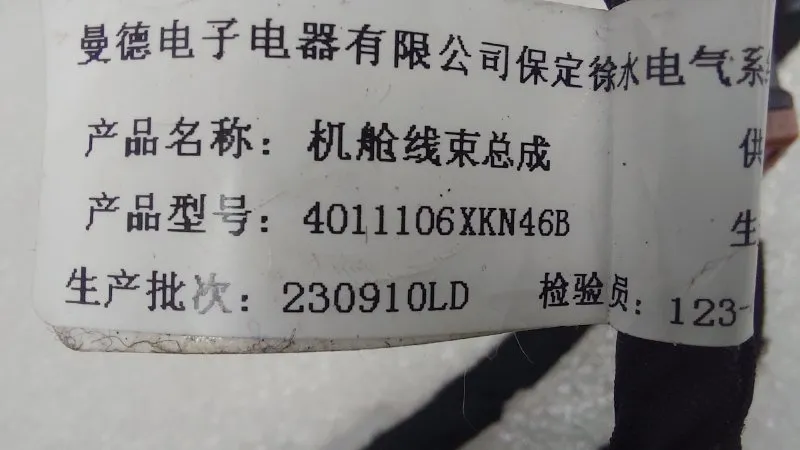 曼德电子电器有限公司保定徐水电气系
产品名称：机舱线束总成 供
产品型号：4011106XKN46B 生
生产批次：230910LD 检验员：123-